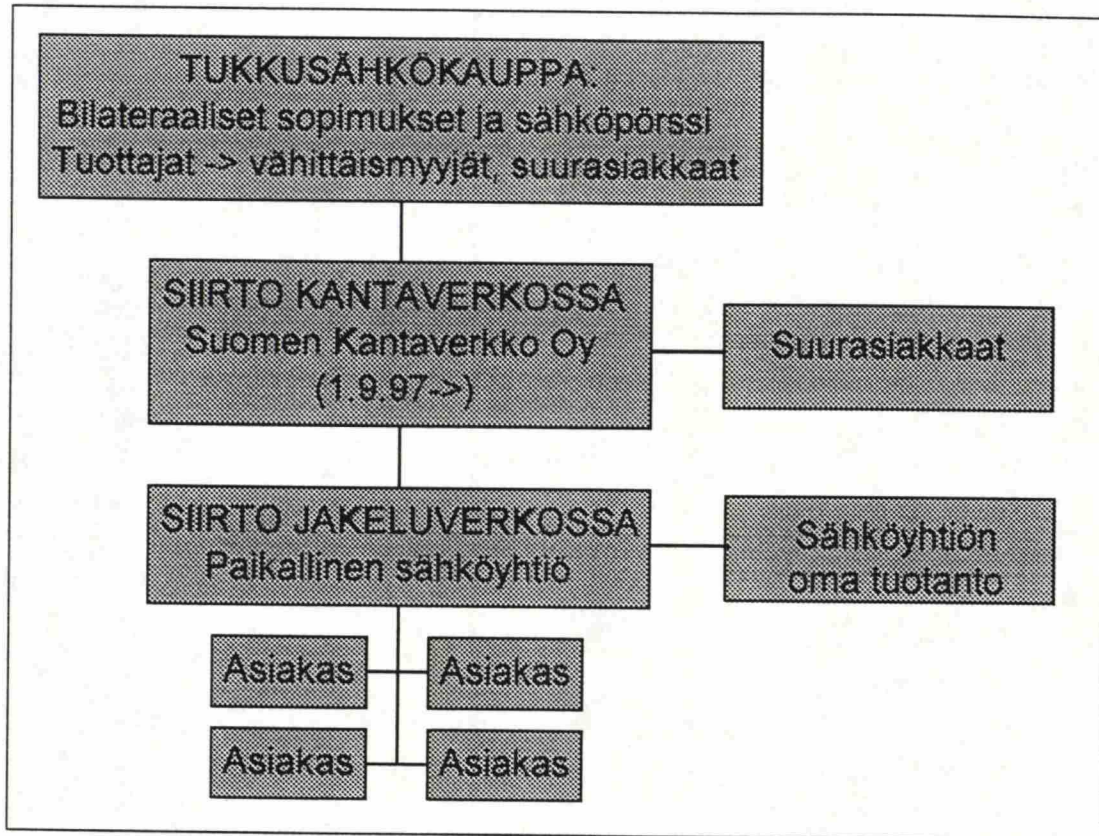 TUKKUSÄHKÖKAUPPA:
Bilateraaliset sopimukset ja sähköpörssi
Tuottajat -> vähittäismyyjät, suurasiakkaat
SIIRTO KANTAVERKOSSA
Suomen Kantaverkko Oy
(1.9.97->)
Suurasiakkaat
SIIRTO JAKELUVERKOSSA
Paikallinen sähköyhtiö
Sähköyhtiön
oma tuotanto
Asiakas
Asiakas
Asiakas
Asiakas